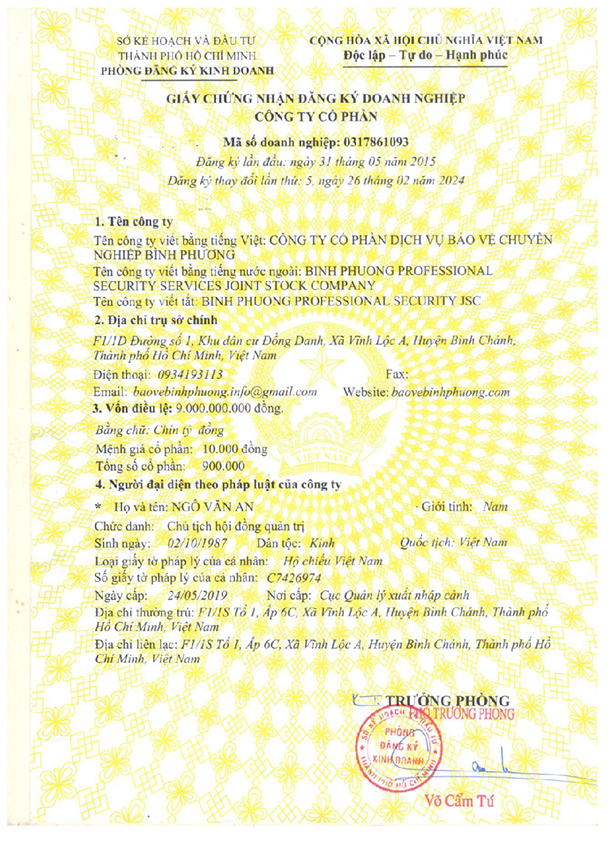 SỞ KẾ HOẠCH VÀ ĐẦU TƯ
THÀNH PHỐ HỒ CHÍ MINH
PHÒNG ĐĂNG KÝ KINH DOANH
CỘNG HÒA XÃ HỘI CHỦ NGHĨA VIỆT NAM
Độc lập – Tự do – Hạnh phúc
GIẤY CHỨNG NHẬN ĐĂNG KÝ DOANH NGHIỆP
CÔNG TY CỔ PHẦN
Mã số doanh nghiệp: 0317861093
Đăng ký lần đầu: ngày 31 tháng 05 năm 2015
Đăng ký thay đổi lần thứ: 5, ngày 26 tháng 02 năm 2024
1. Tên công ty
Tên công ty viết bằng tiếng Việt: CÔNG TY CỔ PHẦN DỊCH VỤ BẢO VỆ CHUYÊN
NGHIỆP BÌNH PHƯƠNG
Tên công ty viết bằng tiếng nước ngoài: BINH PHUONG PROFESSIONAL
SECURITY SERVICES JOINT STOCK COMPANY
Tên công ty viết tắt: BINH PHUONG PROFESSIONAL SECURITY JSC
2. Địa chỉ trụ sở chính
F1/1D Đường số 1, Khu dân cư Đồng Danh, Xã Vĩnh Lộc A, Huyện Bình Chánh,
Thành phố Hồ Chí Minh, Việt Nam
Điện thoại: 0934193113 Fax:
Email: baovebinhphuong.info@gmail.com Website: baovebinhphuong.com
3. Vốn điều lệ: 9.000.000.000 đồng.
Bằng chữ: Chín tỷ đồng
Mệnh giá cổ phần: 10.000 đồng
Tổng số cổ phần: 900.000
4. Người đại diện theo pháp luật của công ty
* Họ và tên: NGÔ VĂN AN Giới tính: Nam
Chức danh: Chủ tịch hội đồng quản trị
Sinh ngày: 02/10/1987 Dân tộc: Kinh Quốc tịch: Việt Nam
Loại giấy tờ pháp lý của cá nhân: Hộ chiếu Việt Nam
Số giấy tờ pháp lý của cá nhân: C7426974
Ngày cấp: 24/05/2019 Nơi cấp: Cục Quản lý xuất nhập cảnh
Địa chỉ thường trú: F1/1S Tổ 1, Ấp 6C, Xã Vĩnh Lộc A, Huyện Bình Chánh, Thành phố
Hồ Chí Minh, Việt Nam
Địa chỉ liên lạc: F1/1S Tổ 1, Ấp 6C, Xã Vĩnh Lộc A, Huyện Bình Chánh, Thành phố Hồ
Chí Minh, Việt Nam
TRƯỞNG PHÒNG
PHÓ TRƯỞNG PHÒNG
SỞ KẾ HOẠCH VÀ ĐẦU TƯ
PHÒNG
ĐĂNG KÝ
KINH DOANH
THÀNH PHỐ HỒ CHÍ MINH
Võ Cẩm Tú
VIỆT NAM